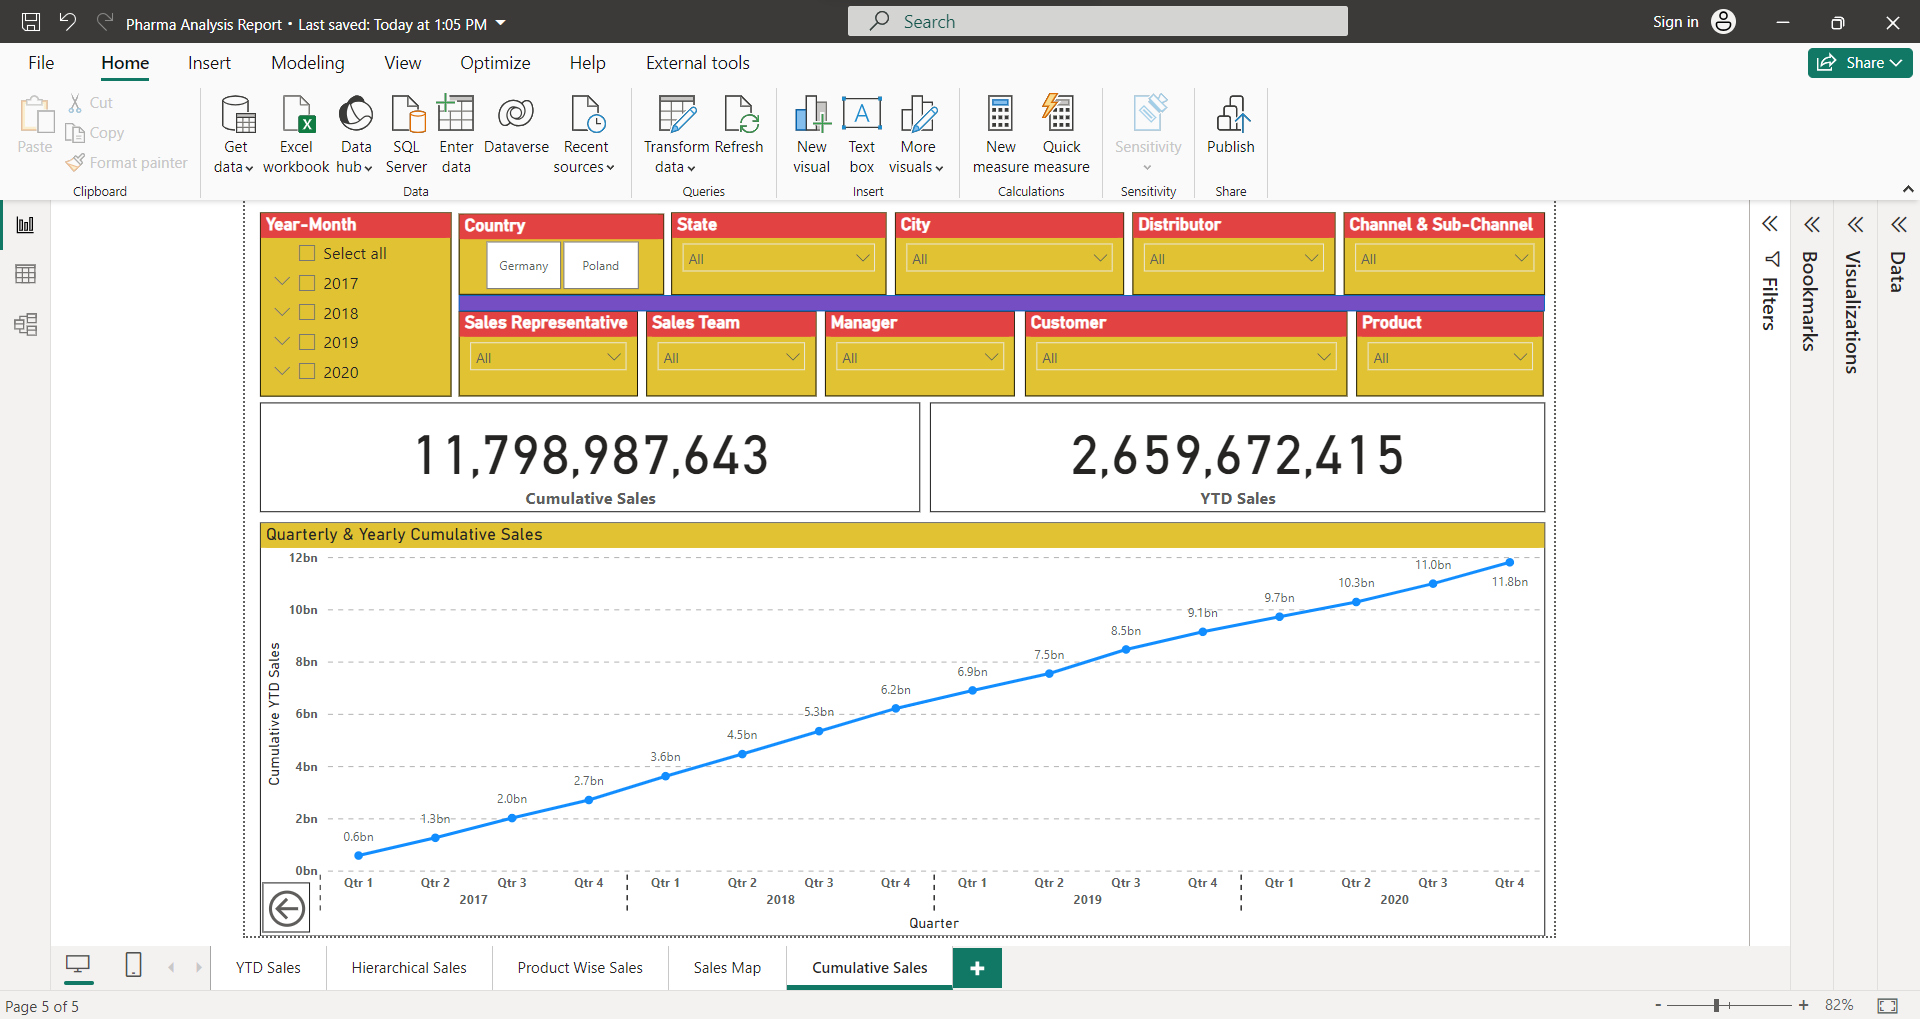 Pharma Analysis Report • Last saved: Today at 1:05 PM
Search
Sign in
File Home Insert Modeling View Optimize Help External tools
Share
Paste
Cut
Copy
Format painter
Clipboard
Get data
Excel workbook
Data hub
SQL Server
Enter data
Dataverse
Recent sources
Data
Transform data
Refresh
Queries
New visual
Text box
More visuals
Insert
New measure
Quick measure
Calculations
Sensitivity
Sensitivity
Publish
Share
Year-Month
Select all
2017
2018
2019
2020
Country
Germany
Poland
State
All
City
All
Distributor
All
Channel & Sub-Channel
All
Sales Representative
All
Sales Team
All
Manager
All
Customer
All
Product
All
Filters
Bookmarks
Visualizations
Data
11,798,987,643
Cumulative Sales
2,659,672,415
YTD Sales
Quarterly & Yearly Cumulative Sales
Cumulative YTD Sales
12bn
10bn
8bn
6bn
4bn
2bn
0bn
0.6bn
1.3bn
2.0bn
2.7bn
3.6bn
4.5bn
5.3bn
6.2bn
6.9bn
7.5bn
8.5bn
9.1bn
9.7bn
10.3bn
11.0bn
11.8bn
Qtr 1 Qtr 2 Qtr 3 Qtr 4 Qtr 1 Qtr 2 Qtr 3 Qtr 4 Qtr 1 Qtr 2 Qtr 3 Qtr 4 Qtr 1 Qtr 2 Qtr 3 Qtr 4
2017 2018 2019 2020
Quarter
YTD Sales
Hierarchical Sales
Product Wise Sales
Sales Map
Cumulative Sales
Page 5 of 5
- + 82%